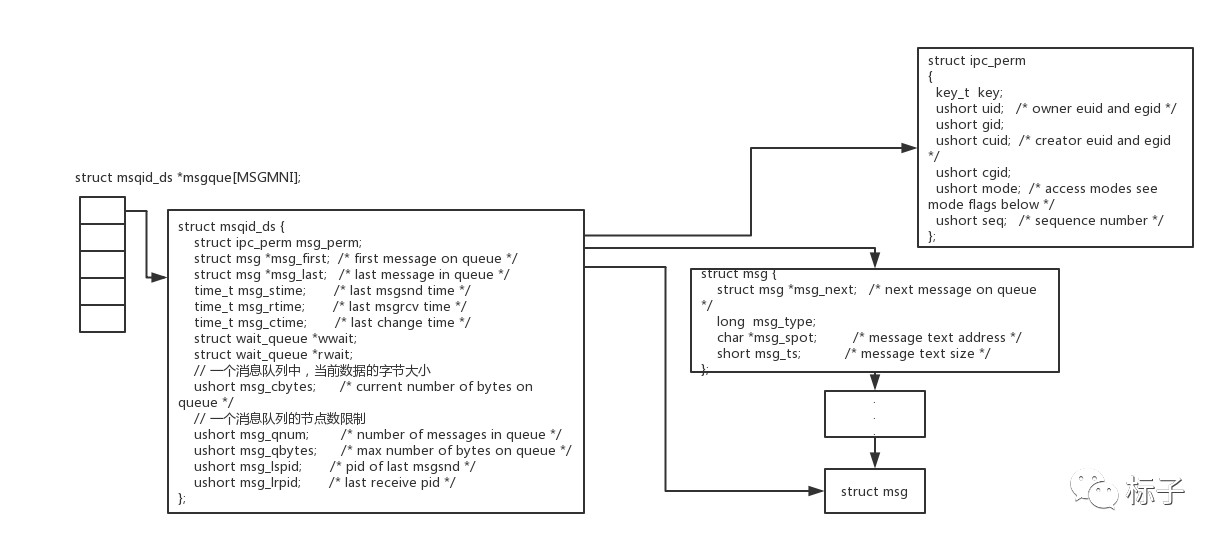 struct msqid_ds *msgque[MSGMNI];
struct msqid_ds {
struct ipc_perm msg_perm;
struct msg *msg_first;  /* first message on queue */
struct msg *msg_last;   /* last message in queue */
time_t msg_stime;       /* last msgsnd time */
time_t msg_rtime;       /* last msgrcv time */
time_t msg_ctime;       /* last change time */
struct wait_queue *wwait;
struct wait_queue *rwait;
// 一个消息队列中，当前数据的字节大小
ushort msg_cbytes;      /* current number of bytes on
queue */
// 一个消息队列的节点数限制
ushort msg_qnum;        /* number of messages in queue */
ushort msg_qbytes;      /* max number of bytes on queue */
ushort msg_lspid;       /* pid of last msgsnd */
ushort msg_lrpid;       /* last receive pid */
};
struct ipc_perm
{
key_t  key;
ushort uid;   /* owner euid and egid */
ushort gid;
ushort cuid;  /* creator euid and egid
*/
ushort cgid;
ushort mode;  /* access modes see
mode flags below */
ushort seq;   /* sequence number */
};
struct msg {
struct msg *msg_next;   /* next message on queue
*/
long  msg_type;
char *msg_spot;         /* message text address */
short msg_ts;           /* message text size */
};
.
.
.
struct msg
标子